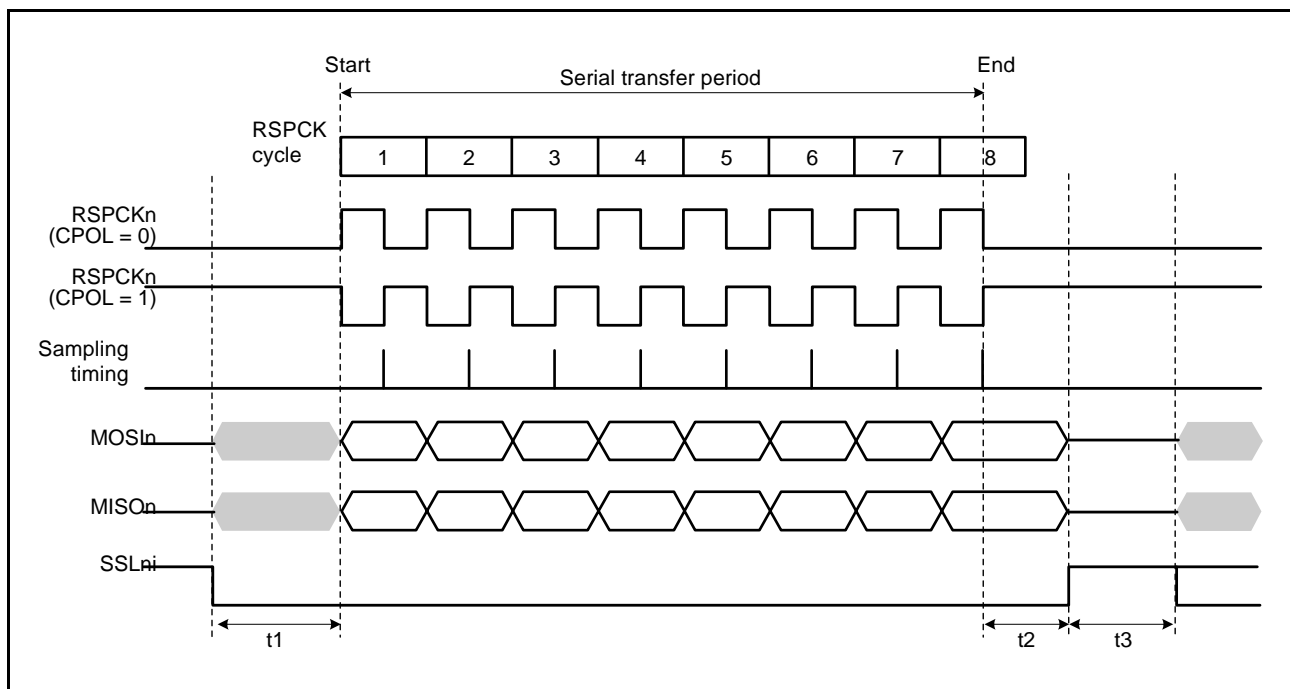 Start
End
Serial transfer period
RSPCK
cycle
1 2 3 4 5 6 7 8
RSPCKn
(CPOL = 0)
RSPCKn
(CPOL = 1)
Sampling
timing
MOSIn
MISOn
SSLni
t1
t2
t3